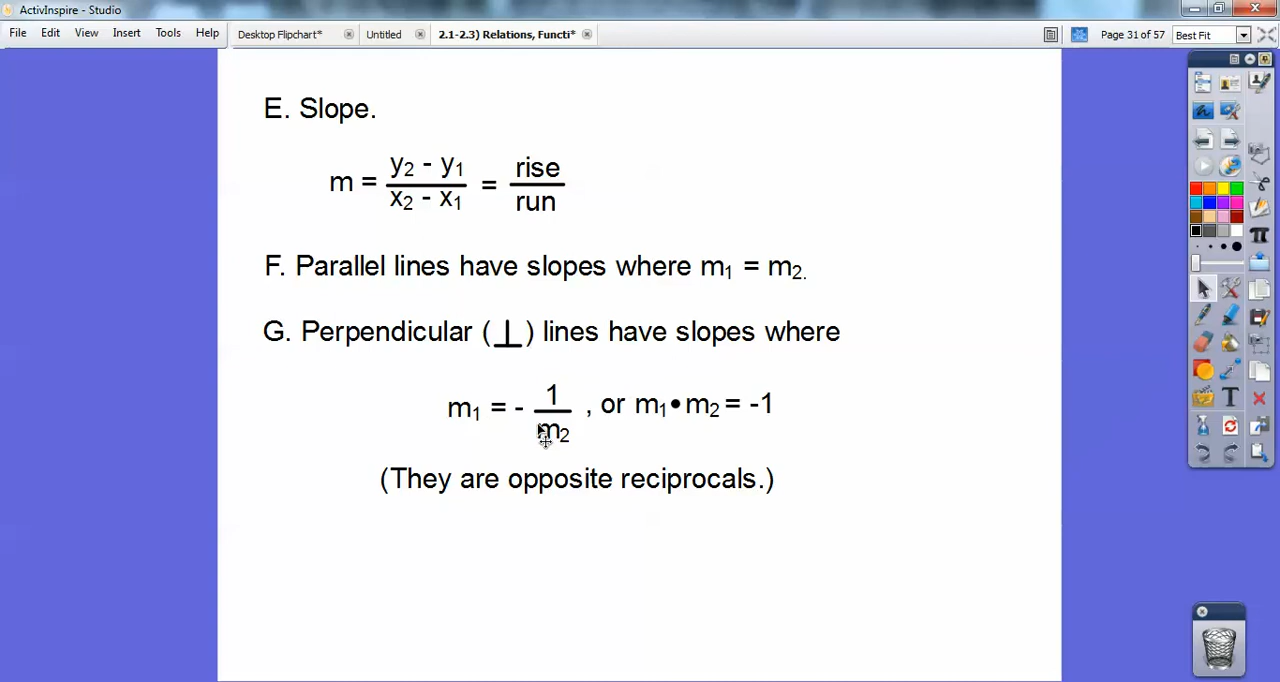 ActivInspire - Studio
File Edit View Insert Tools Help
Desktop Flipchart* Untitled 2.1-2.3) Relations, Functi* Page 31 of 57 Best Fit
E. Slope.
m = y₂ - y₁ / x₂ - x₁ = rise / run
F. Parallel lines have slopes where m₁ = m₂.
G. Perpendicular (⊥) lines have slopes where
m₁ = - 1 / m₂ , or m₁•m₂ = -1
(They are opposite reciprocals.)